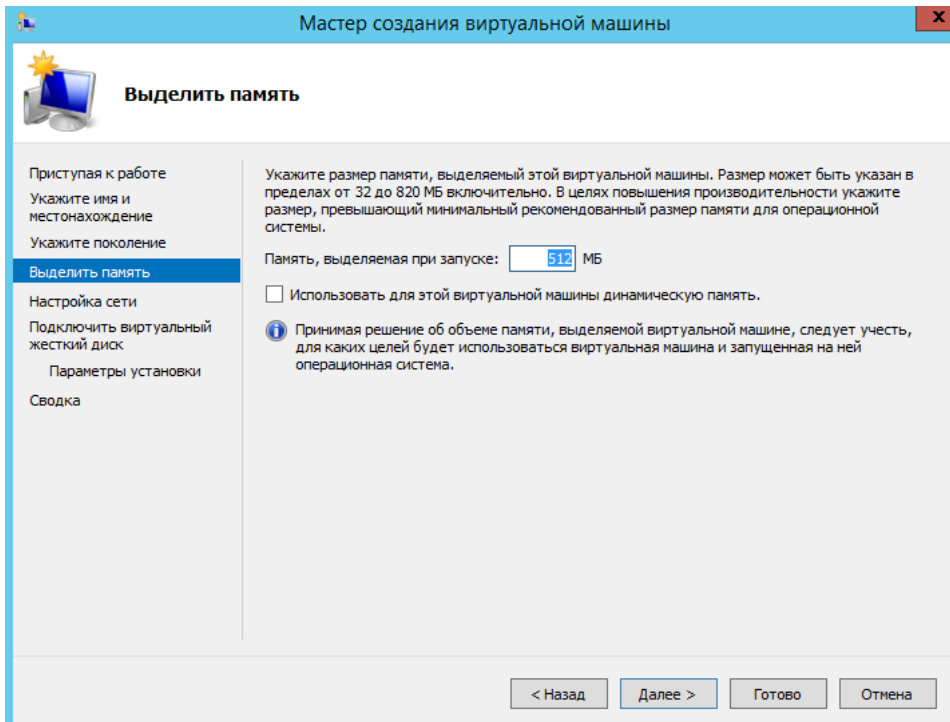 Мастер создания виртуальной машины
x
Выделить память
Приступая к работе
Укажите имя и
местонахождение
Укажите поколение
Выделить память
Настройка сети
Подключить виртуальный
жесткий диск
Параметры установки
Сводка
Укажите размер памяти, выделяемый этой виртуальной машины. Размер может быть указан в
пределах от 32 до 820 МБ включительно. В целях повышения производительности укажите
размер, превышающий минимальный рекомендованный размер памяти для операционной
системы.
Память, выделяемая при запуске: 512 МБ
Использовать для этой виртуальной машины динамическую память.
Принимая решение об объеме памяти, выделяемой виртуальной машине, следует учесть,
для каких целей будет использоваться виртуальная машина и запущенная на ней
операционная система.
< Назад Далее > Готово Отмена